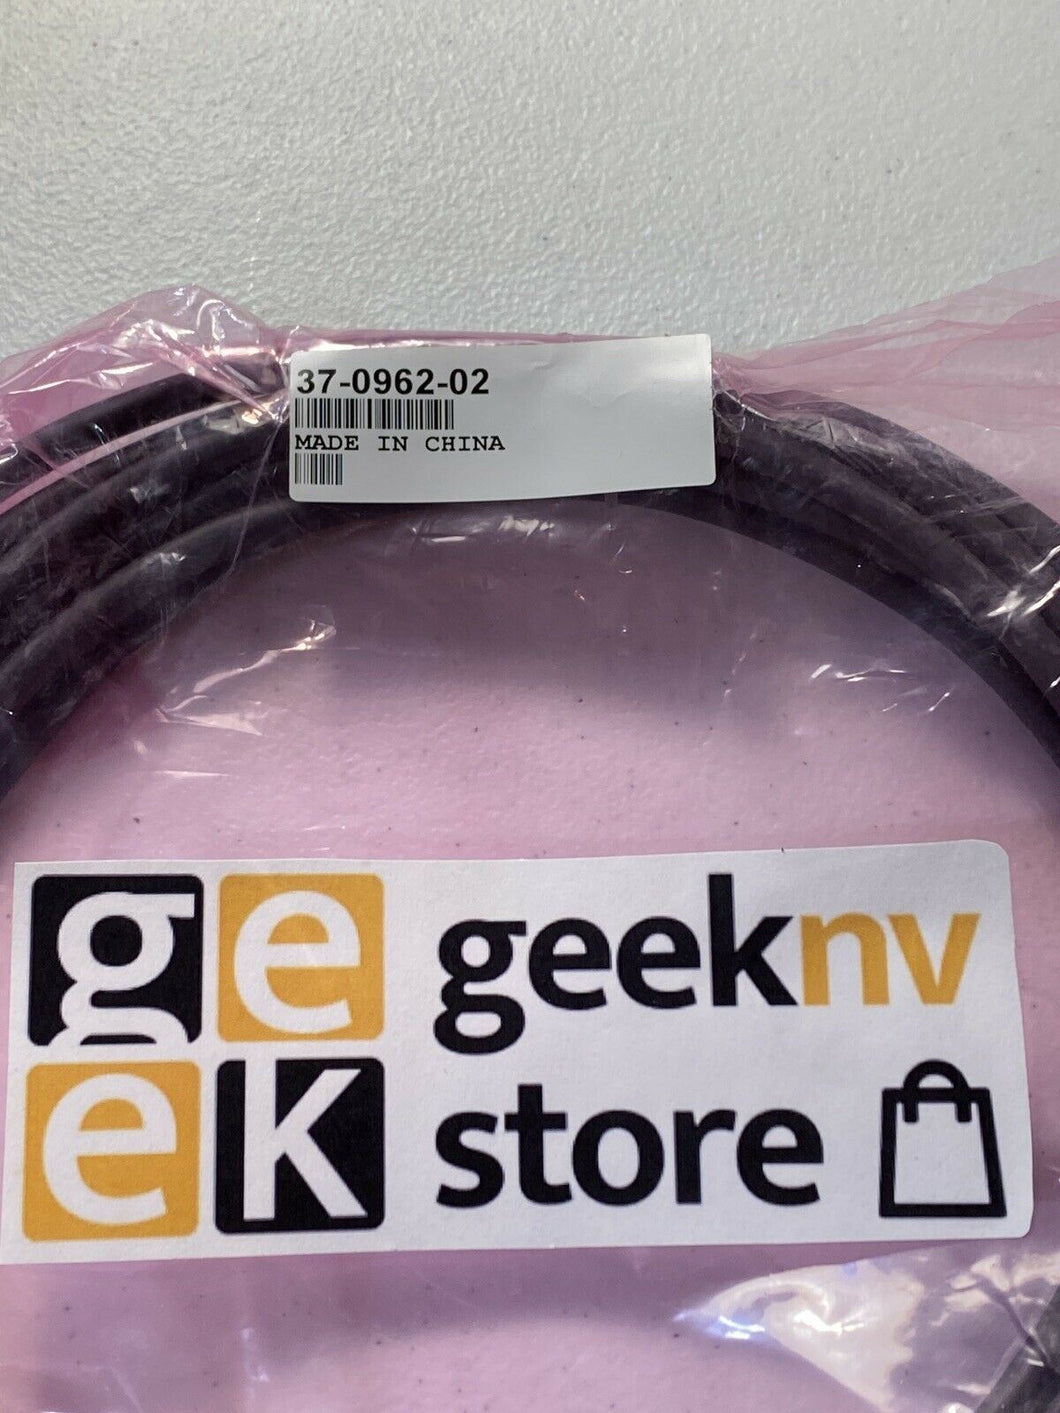 37-0962-02
MADE IN CHINA
ge
eK
geeknv
store